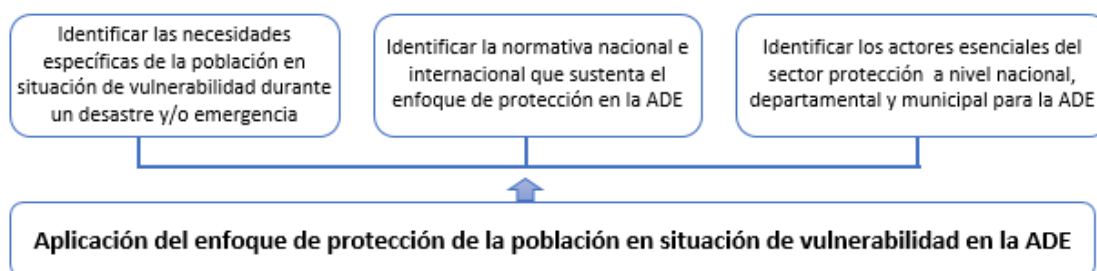 Identificar las necesidades
específicas de la población en
situación de vulnerabilidad durante
un desastre y/o emergencia
Identificar la normativa nacional e
internacional que sustenta el
enfoque de protección en la ADE
Identificar los actores esenciales del
sector protección a nivel nacional,
departamental y municipal para la ADE
Aplicación del enfoque de protección de la población en situación de vulnerabilidad en la ADE